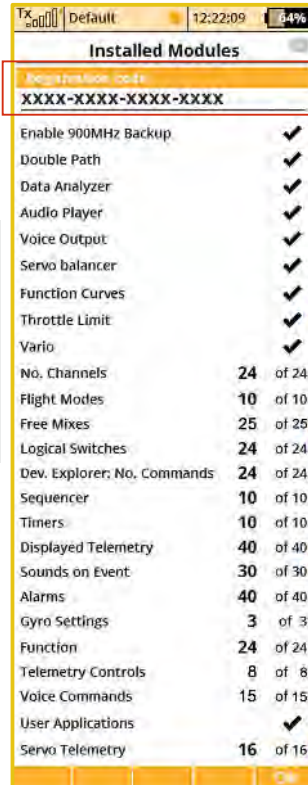 Tx Default 12:22:09 64%
Installed Modules
Registration code
XXXX-XXXX-XXXX-XXXX
Enable 900MHz Backup ✔
Double Path ✔
Data Analyzer ✔
Audio Player ✔
Voice Output ✔
Servo balancer ✔
Function Curves ✔
Throttle Limit ✔
Vario ✔
No. Channels 24 of 24
Flight Modes 10 of 10
Free Mixes 25 of 25
Logical Switches 24 of 24
Dev. Explorer: No. Commands 24 of 24
Sequencer 10 of 10
Timers 10 of 10
Displayed Telemetry 40 of 40
Sounds on Event 30 of 30
Alarms 40 of 40
Gyro Settings 3 of 3
Function 24 of 24
Telemetry Controls 8 of 8
Voice Commands 15 of 15
User Applications ✔
Servo Telemetry 16 of 16